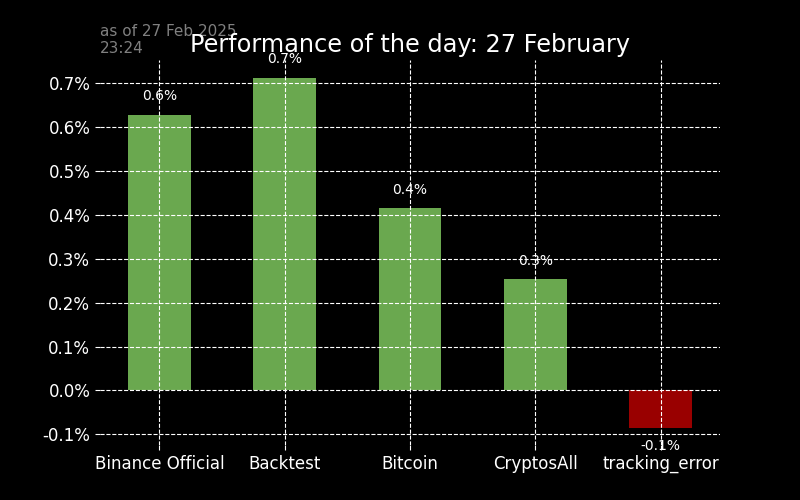 as of 27 Feb 2025
23:24
Performance of the day: 27 February
0.7%
0.6%
0.5%
0.4%
0.3%
0.2%
0.1%
0.0%
-0.1%
0.6%
0.7%
0.4%
0.3%
-0.1%
Binance Official
Backtest
Bitcoin
CryptosAll
tracking_error